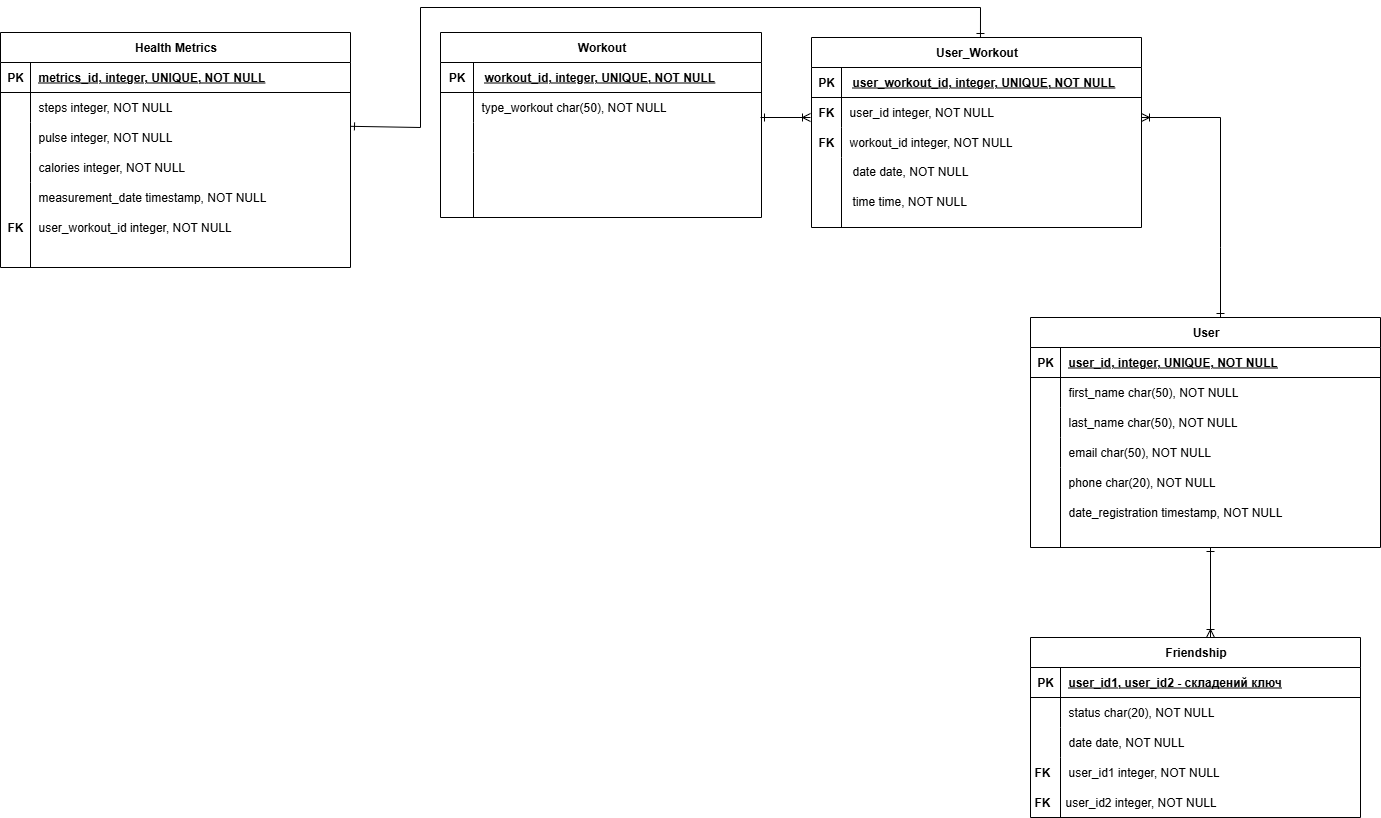 Health Metrics
PK metrics_id, integer, UNIQUE, NOT NULL
steps integer, NOT NULL
pulse integer, NOT NULL
calories integer, NOT NULL
measurement_date timestamp, NOT NULL
FK user_workout_id integer, NOT NULL
Workout
PK workout_id, integer, UNIQUE, NOT NULL
type_workout char(50), NOT NULL
User_Workout
PK user_workout_id, integer, UNIQUE, NOT NULL
FK user_id integer, NOT NULL
FK workout_id integer, NOT NULL
date date, NOT NULL
time time, NOT NULL
User
PK user_id, integer, UNIQUE, NOT NULL
first_name char(50), NOT NULL
last_name char(50), NOT NULL
email char(50), NOT NULL
phone char(20), NOT NULL
date_registration timestamp, NOT NULL
Friendship
PK user_id1, user_id2 - складений ключ
status char(20), NOT NULL
date date, NOT NULL
FK user_id1 integer, NOT NULL
FK user_id2 integer, NOT NULL